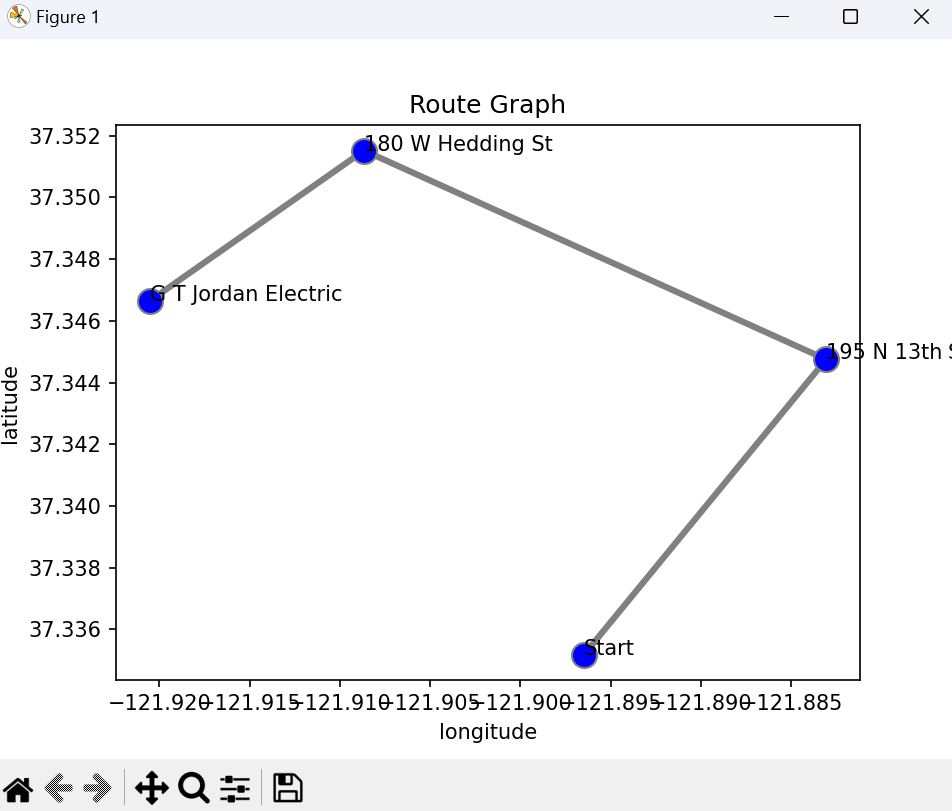 Figure 1
Route Graph
37.352
180 W Hedding St
37.350
37.348
G T Jordan Electric
37.346
195 N 13th S
37.344
latitude
37.342
37.340
37.338
37.336
Start
−121.920 −121.915 −121.910 −121.905 −121.900 −121.895 −121.890 −121.885
longitude